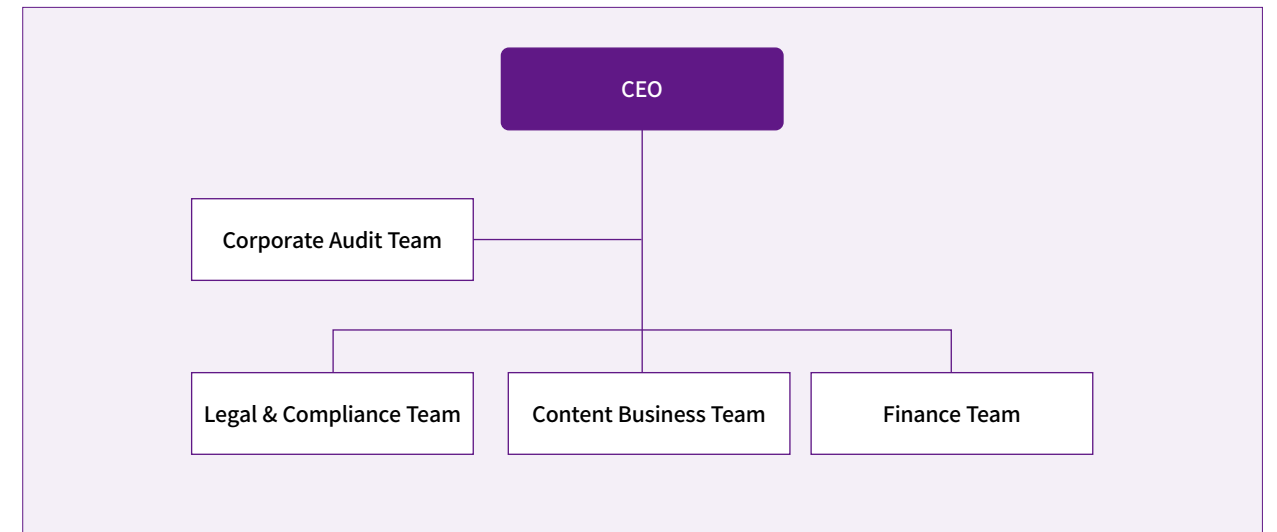 CEO
Corporate Audit Team
Legal & Compliance Team
Content Business Team
Finance Team